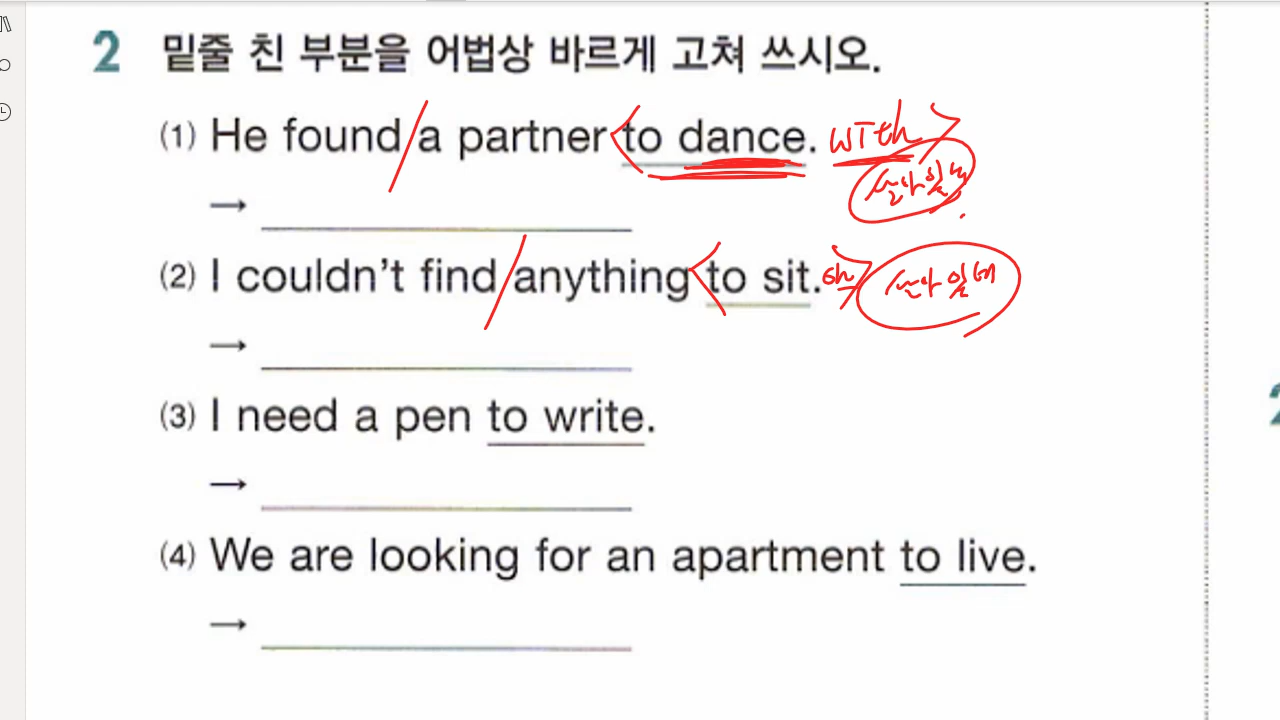 2 밑줄 친 부분을 어법상 바르게 고쳐 쓰시오.
(1) He found a partner to dance. with
→
(2) I couldn't find anything to sit. on
→
(3) I need a pen to write.
→
(4) We are looking for an apartment to live.
→